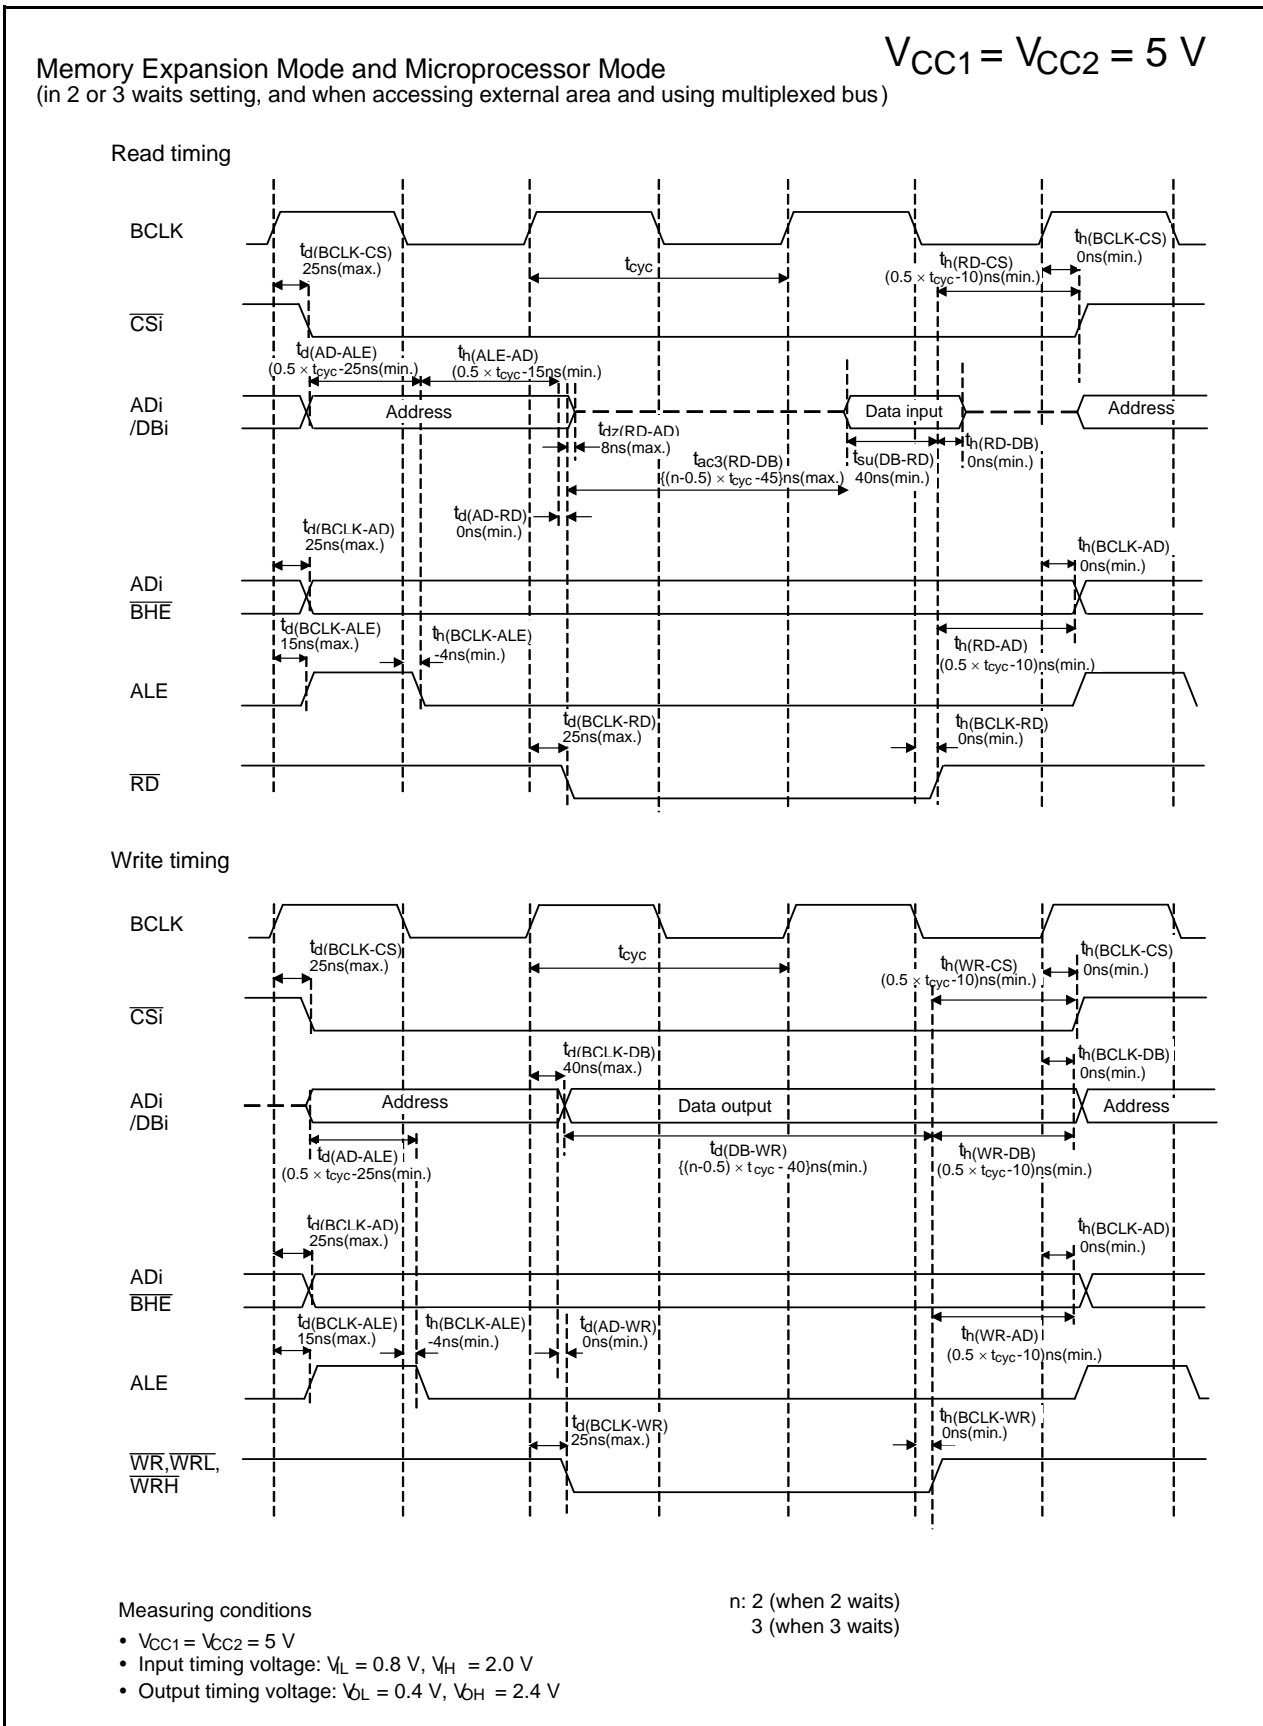 VCC1 = VCC2 = 5 V
Memory Expansion Mode and Microprocessor Mode
(in 2 or 3 waits setting, and when accessing external area and using multiplexed bus)
Read timing
BCLK
td(BCLK-CS)
25ns(max.)
tcyc
th(RD-CS)
(0.5 × tcyc-10)ns(min.)
th(BCLK-CS)
0ns(min.)
CSi
td(AD-ALE)
(0.5 × tcyc-25ns(min.)
th(ALE-AD)
(0.5 × tcyc-15ns(min.)
ADi
/DBi
Address
Data input
Address
tdz(RD-AD)
8ns(max.)
tac3(RD-DB)
{(n-0.5) × tcyc -45}ns(max.)
tsu(DB-RD)
40ns(min.)
th(RD-DB)
0ns(min.)
td(AD-RD)
0ns(min.)
td(BCLK-AD)
25ns(max.)
th(BCLK-AD)
0ns(min.)
ADi
BHE
td(BCLK-ALE)
15ns(max.)
th(BCLK-ALE)
-4ns(min.)
th(RD-AD)
(0.5 × tcyc-10)ns(min.)
ALE
td(BCLK-RD)
25ns(max.)
th(BCLK-RD)
0ns(min.)
RD
Write timing
BCLK
td(BCLK-CS)
25ns(max.)
tcyc
th(WR-CS)
(0.5 × tcyc-10)ns(min.)
th(BCLK-CS)
0ns(min.)
CSi
td(BCLK-DB)
40ns(max.)
th(BCLK-DB)
0ns(min.)
ADi
/DBi
Address
Data output
Address
td(AD-ALE)
(0.5 × tcyc-25ns(min.)
td(DB-WR)
{(n-0.5) × tcyc - 40}ns(min.)
th(WR-DB)
(0.5 × tcyc-10)ns(min.)
td(BCLK-AD)
25ns(max.)
th(BCLK-AD)
0ns(min.)
ADi
BHE
td(BCLK-ALE)
15ns(max.)
th(BCLK-ALE)
-4ns(min.)
td(AD-WR)
0ns(min.)
th(WR-AD)
(0.5 × tcyc-10)ns(min.)
ALE
td(BCLK-WR)
25ns(max.)
th(BCLK-WR)
0ns(min.)
WR,WRL,
WRH
Measuring conditions
• VCC1 = VCC2 = 5 V
• Input timing voltage: VIL = 0.8 V, VIH = 2.0 V
• Output timing voltage: VOL = 0.4 V, VOH = 2.4 V
n: 2 (when 2 waits)
3 (when 3 waits)